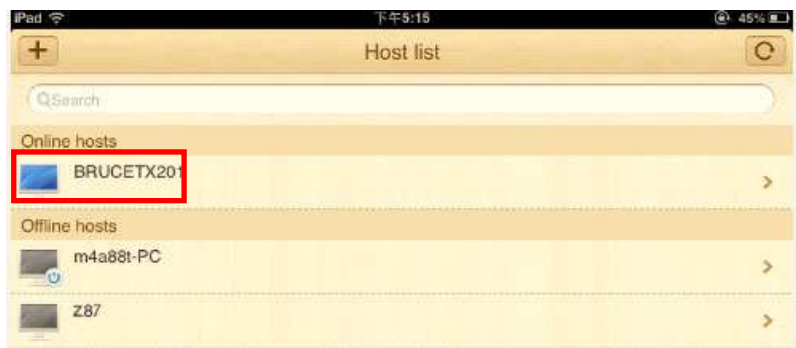 iPad 下午5:15 45%
+ Host list
Search
Online hosts
BRUCETX201
Offline hosts
m4a88t-PC
Z87